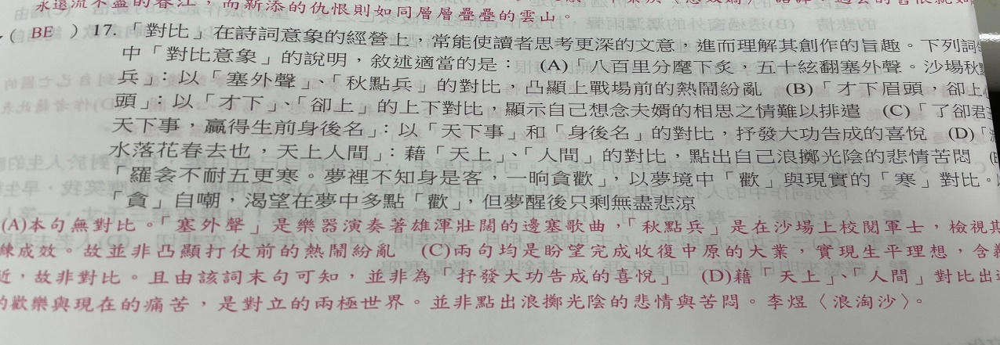 永遠流不盡的春江，而新添的仇恨則如同層層疊疊的雲山。
( BE ) 17. 「對比」在詩詞意象的經營上，常能使讀者思考更深的文意，進而理解其創作的旨趣。下列詞
中「對比意象」的說明，敘述適當的是： (A)「八百里分麾下炙，五十絃翻塞外聲。沙場秋
兵」：以「塞外聲」、「秋點兵」的對比，凸顯上戰場前的熱鬧紛亂 (B)「才下眉頭，卻上
頭」：以「才下」、「卻上」的上下對比，顯示自己想念夫婿的相思之情難以排遣 (C)「了卻君
天下事，贏得生前身後名」：以「天下事」和「身後名」的對比，抒發大功告成的喜悅 (D)「
水落花春去也，天上人間」：藉「天上」、「人間」的對比，點出自己浪擲光陰的悲情苦悶
「羅衾不耐五更寒。夢裡不知身是客，一晌貪歡」，以夢境中「歡」與現實的「寒」對比。
「貪」自嘲，渴望在夢中多點「歡」，但夢醒後只剩無盡悲涼
(A)本句無對比。「塞外聲」是樂器演奏著雄渾壯闊的邊塞歌曲，「秋點兵」是在沙場上校閱軍士，檢視其
練成效。故並非凸顯打仗前的熱鬧紛亂 (C)兩句均是盼望完成收復中原的大業，實現生平理想，含義
近，故非對比。且由該詞末句可知，並非為「抒發大功告成的喜悅」 (D)藉「天上」、「人間」對比出
的歡樂與現在的痛苦，是對立的兩極世界。並非點出浪擲光陰的悲情與苦悶。李煜〈浪淘沙〉。